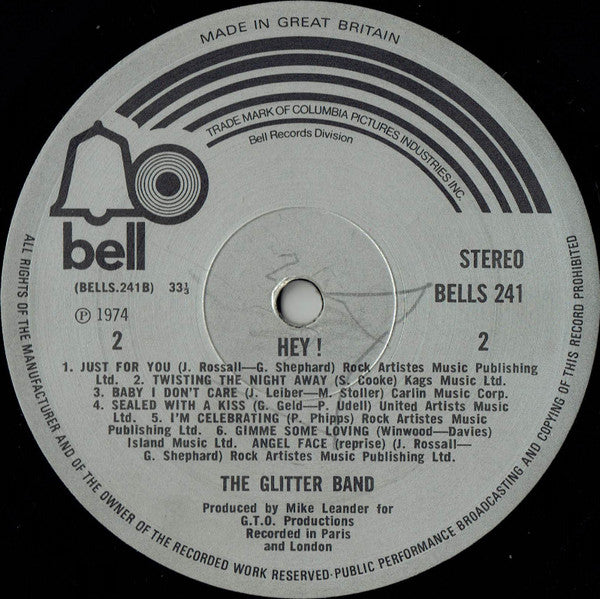 MADE IN GREAT BRITAIN
TRADE MARK OF COLUMBIA PICTURES INDUSTRIES INC.
Bell Records Division
bell
(BELLS.241B) 33⅓
Ⓟ 1974
STEREO
BELLS 241
2
HEY !
2
1. JUST FOR YOU (J. Rossall—G. Shephard) Rock Artistes Music Publishing
Ltd. 2. TWISTING THE NIGHT AWAY (S. Cooke) Kags Music Ltd.
3. BABY I DON'T CARE (J. Leiber—M. Stoller) Carlin Music Corp.
4. SEALED WITH A KISS (G. Geld—P. Udell) United Artists Music
Ltd. 5. I'M CELEBRATING (P. Phipps) Rock Artistes Music
Publishing Ltd. 6. GIMME SOME LOVING (Winwood—Davies)
Island Music Ltd. ANGEL FACE (reprise) (J. Rossall—
G. Shephard) Rock Artistes Music Publishing Ltd.
THE GLITTER BAND
Produced by Mike Leander for
G.T.O. Productions
Recorded in Paris
and London
ALL RIGHTS OF THE MANUFACTURER AND OF THE OWNER OF THE RECORDED WORK RESERVED·PUBLIC PERFORMANCE BROADCASTING AND COPYING OF THIS RECORD PROHIBITED